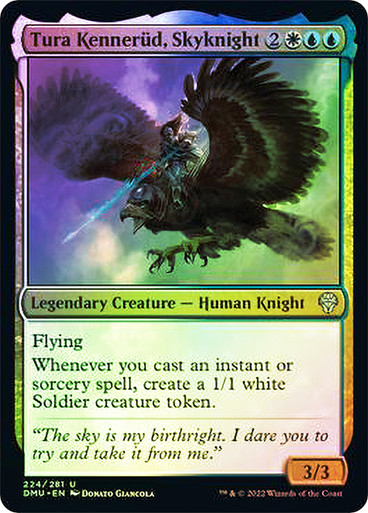 Tura Kennerüd, Skyknight 2
Legendary Creature — Human Knight
Flying
Whenever you cast an instant or
sorcery spell, create a 1/1 white
Soldier creature token.
"The sky is my birthright. I dare you to
try and take it from me."
3/3
224/281 U
DMU • EN Donato Giancola
™ & © 2022 Wizards of the Coast